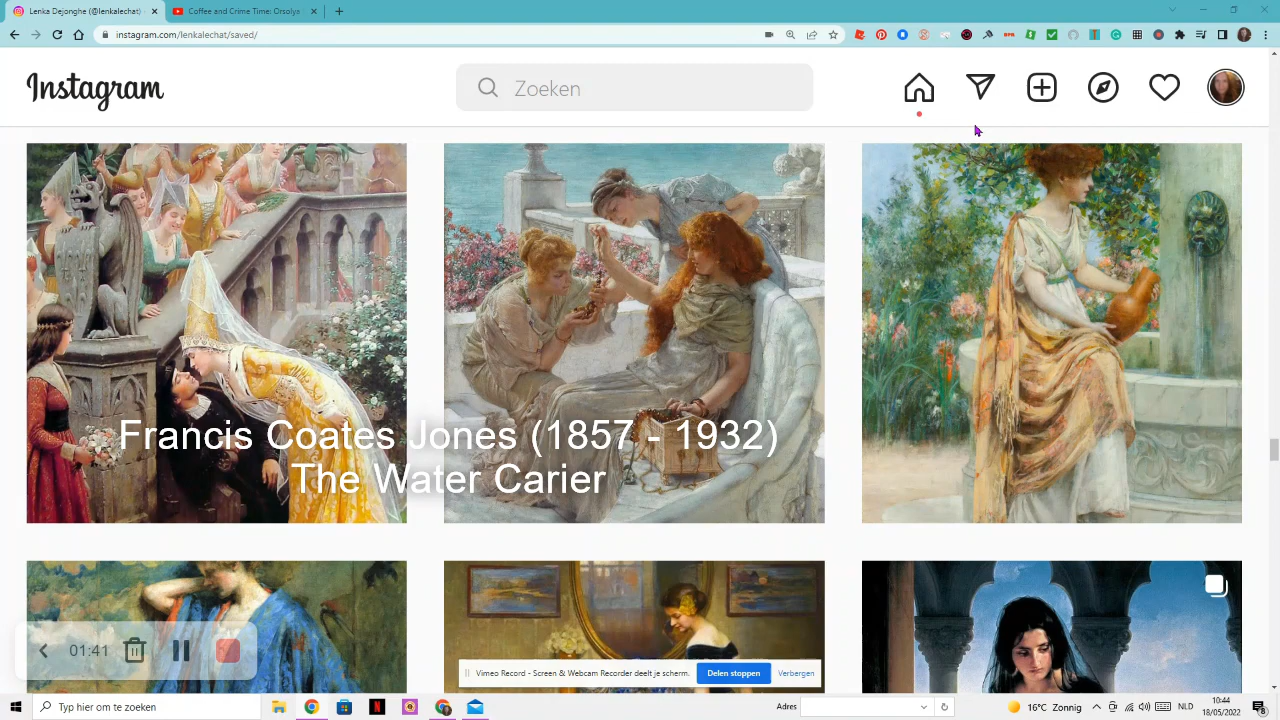 Lenka Dejonghe (@lenkalechat) ·
Coffee and Crime Time: Orsolya
instagram.com/lenkalechat/saved/
Instagram
Zoeken
Francis Coates Jones (1857 - 1932)
The Water Carier
01:41
Vimeo Record - Screen & Webcam Recorder deelt je scherm.
Delen stoppen
Verbergen
Typ hier om te zoeken
Adres
16°C Zonnig
NLD
10:44
18/05/2022